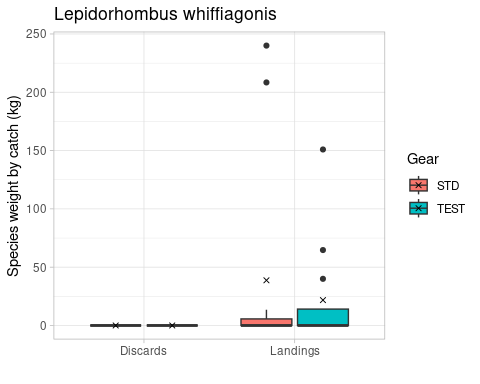 Lepidorhombus whiffiagonis
Species weight by catch (kg)
250
200
150
100
50
0
Discards
Landings
Gear
STD
TEST